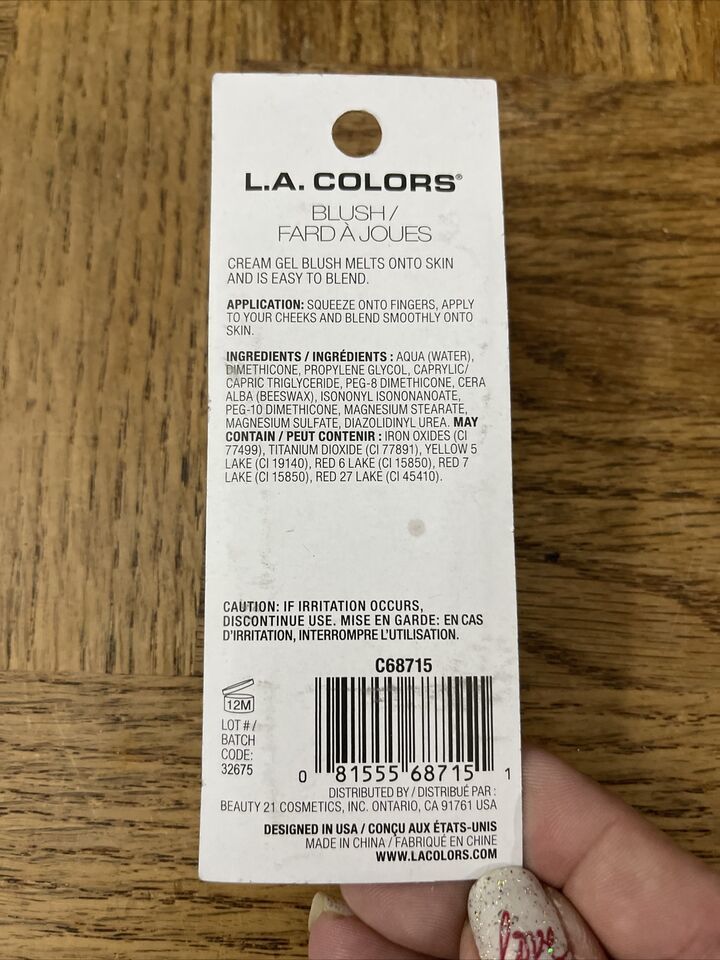 L.A. COLORS®
BLUSH/
FARD À JOUES
CREAM GEL BLUSH MELTS ONTO SKIN
AND IS EASY TO BLEND.
APPLICATION: SQUEEZE ONTO FINGERS, APPLY
TO YOUR CHEEKS AND BLEND SMOOTHLY ONTO
SKIN.
INGREDIENTS / INGRÉDIENTS : AQUA (WATER),
DIMETHICONE, PROPYLENE GLYCOL, CAPRYLIC/
CAPRIC TRIGLYCERIDE, PEG-8 DIMETHICONE, CERA
ALBA (BEESWAX), ISONONYL ISONONANOATE,
PEG-10 DIMETHICONE, MAGNESIUM STEARATE,
MAGNESIUM SULFATE, DIAZOLIDINYL UREA. MAY
CONTAIN / PEUT CONTENIR : IRON OXIDES (CI
77499), TITANIUM DIOXIDE (CI 77891), YELLOW 5
LAKE (CI 19140), RED 6 LAKE (CI 15850), RED 7
LAKE (CI 15850), RED 27 LAKE (CI 45410).
CAUTION: IF IRRITATION OCCURS,
DISCONTINUE USE. MISE EN GARDE: EN CAS
D'IRRITATION, INTERROMPRE L'UTILISATION.
C68715
12M
LOT # /
BATCH
CODE:
32675
0 81555 68715 1
DISTRIBUTED BY / DISTRIBUÉ PAR :
BEAUTY 21 COSMETICS, INC. ONTARIO, CA 91761 USA
DESIGNED IN USA / CONÇU AUX ÉTATS-UNIS
MADE IN CHINA / FABRIQUÉ EN CHINE
WWW.LACOLORS.COM